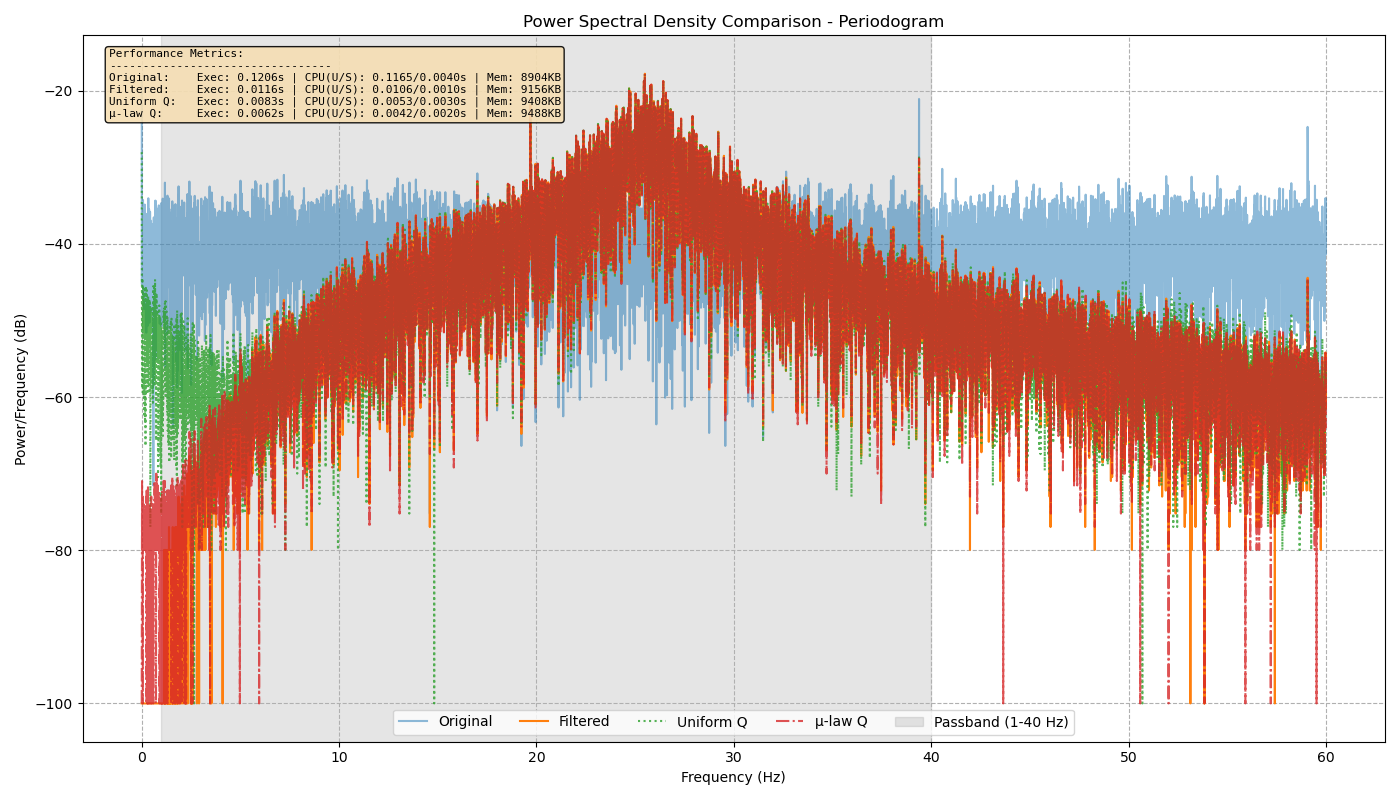 Power Spectral Density Comparison - Periodogram
Performance Metrics:
--------------------------------
Original:    Exec: 0.1206s | CPU(U/S): 0.1165/0.0040s | Mem: 8904KB
Filtered:    Exec: 0.0116s | CPU(U/S): 0.0106/0.0010s | Mem: 9156KB
Uniform Q:   Exec: 0.0083s | CPU(U/S): 0.0053/0.0030s | Mem: 9408KB
μ-law Q:     Exec: 0.0062s | CPU(U/S): 0.0042/0.0020s | Mem: 9488KB
Power/Frequency (dB)
−20
−40
−60
−80
−100
Original
Filtered
Uniform Q
μ-law Q
Passband (1-40 Hz)
0
10
20
30
40
50
60
Frequency (Hz)